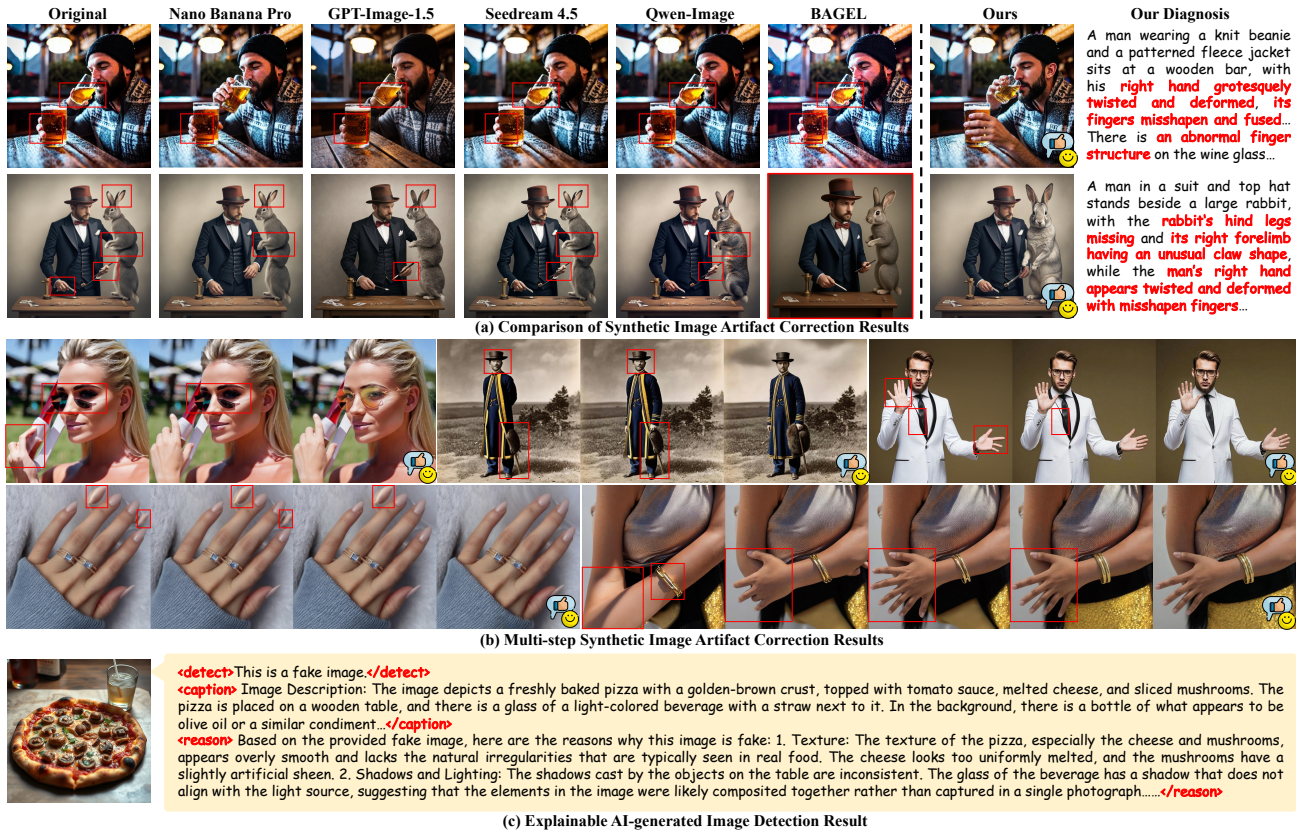 Original Nano Banana Pro GPT-Image-1.5 Seedream 4.5 Qwen-Image BAGEL Ours Our Diagnosis
A man wearing a knit beanie
and a patterned fleece jacket
sits at a wooden bar, with
his right hand grotesquely
twisted and deformed, its
fingers misshapen and fused…
There is an abnormal finger
structure on the wine glass…
A man in a suit and top hat
stands beside a large rabbit,
with the rabbit's hind legs
missing and its right forelimb
having an unusual claw shape,
while the man's right hand
appears twisted and deformed
with misshapen fingers…
(a) Comparison of Synthetic Image Artifact Correction Results
(b) Multi-step Synthetic Image Artifact Correction Results
<detect>This is a fake image.</detect>
<caption> Image Description: The image depicts a freshly baked pizza with a golden-brown crust, topped with tomato sauce, melted cheese, and sliced mushrooms. The
pizza is placed on a wooden table, and there is a glass of a light-colored beverage with a straw next to it. In the background, there is a bottle of what appears to be
olive oil or a similar condiment…</caption>
<reason> Based on the provided fake image, here are the reasons why this image is fake: 1. Texture: The texture of the pizza, especially the cheese and mushrooms,
appears overly smooth and lacks the natural irregularities that are typically seen in real food. The cheese looks too uniformly melted, and the mushrooms have a
slightly artificial sheen. 2. Shadows and Lighting: The shadows cast by the objects on the table are inconsistent. The glass of the beverage has a shadow that does not
align with the light source, suggesting that the elements in the image were likely composited together rather than captured in a single photograph……</reason>
(c) Explainable AI-generated Image Detection Result